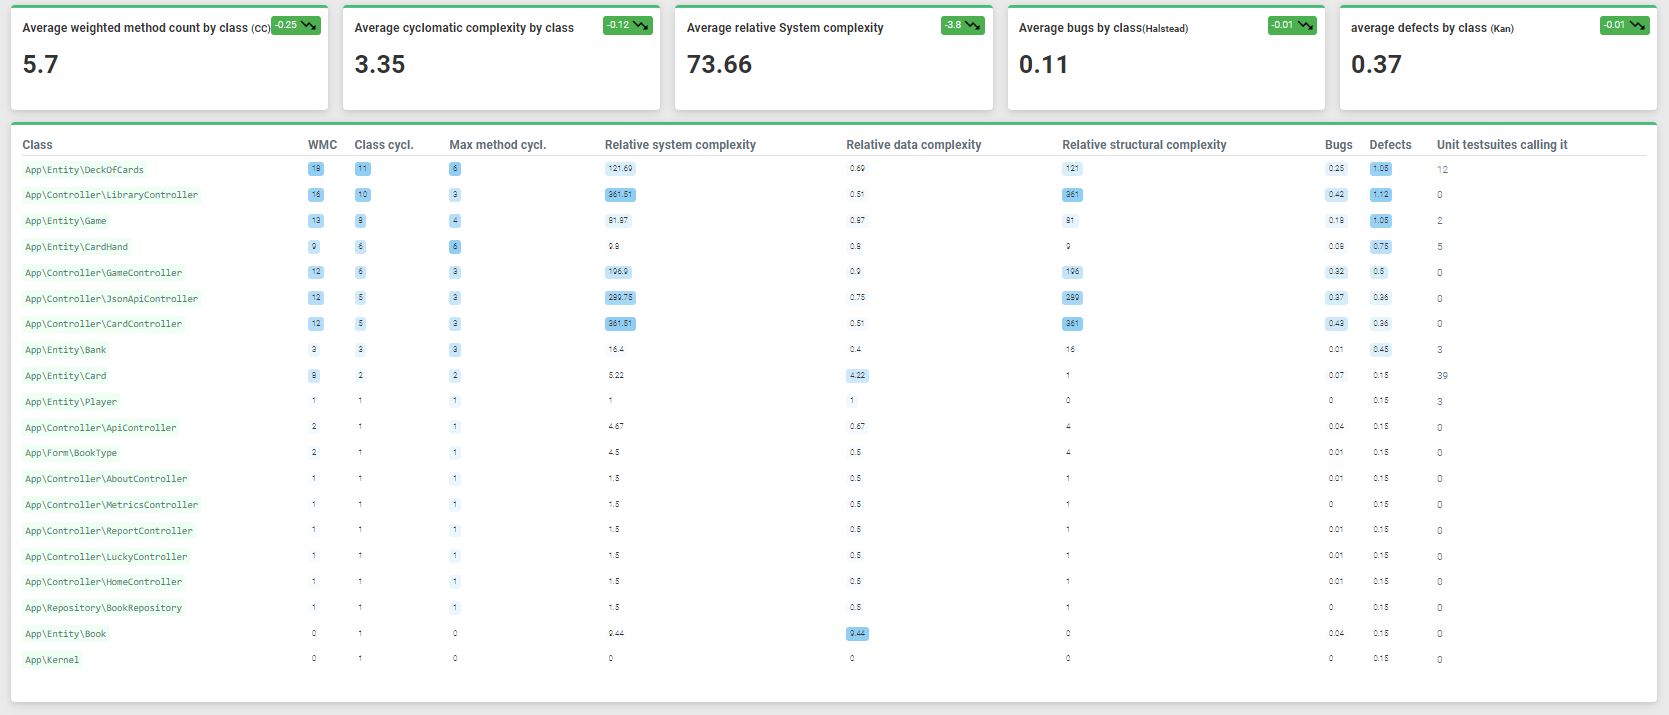 Average weighted method count by class (CC) -0.25
5.7
Average cyclomatic complexity by class -0.12
3.35
Average relative System complexity -3.8
73.66
Average bugs by class(Halstead) -0.01
0.11
average defects by class (Kan) -0.01
0.37
Class WMC Class cycl. Max method cycl. Relative system complexity Relative data complexity Relative structural complexity Bugs Defects Unit testsuites calling it
App\Entity\DeckOfCards 18 11 6 121.69 0.69 121 0.25 1.05 12
App\Controller\LibraryController 16 10 3 361.51 0.51 361 0.42 1.12 0
App\Entity\Game 13 8 4 81.87 0.87 81 0.18 1.05 2
App\Entity\CardHand 9 6 6 9.8 0.8 9 0.08 0.75 5
App\Controller\GameController 12 6 3 196.9 0.9 196 0.32 0.5 0
App\Controller\JsonApiController 12 5 3 289.75 0.75 289 0.37 0.36 0
App\Controller\CardController 12 5 3 361.51 0.51 361 0.43 0.36 0
App\Entity\Bank 3 3 3 16.4 0.4 16 0.01 0.45 3
App\Entity\Card 8 2 2 5.22 4.22 1 0.07 0.15 39
App\Entity\Player 1 1 1 1 1 0 0 0.15 3
App\Controller\ApiController 2 1 1 4.67 0.67 4 0.04 0.15 0
App\Form\BookType 2 1 1 4.5 0.5 4 0.01 0.15 0
App\Controller\AboutController 1 1 1 1.5 0.5 1 0.01 0.15 0
App\Controller\MetricsController 1 1 1 1.5 0.5 1 0 0.15 0
App\Controller\ReportController 1 1 1 1.5 0.5 1 0.01 0.15 0
App\Controller\LuckyController 1 1 1 1.5 0.5 1 0.01 0.15 0
App\Controller\HomeController 1 1 1 1.5 0.5 1 0.01 0.15 0
App\Repository\BookRepository 1 1 1 1.5 0.5 1 0 0.15 0
App\Entity\Book 0 1 0 9.44 9.44 0 0.04 0.15 0
App\Kernel 0 1 0 0 0 0 0 0.15 0